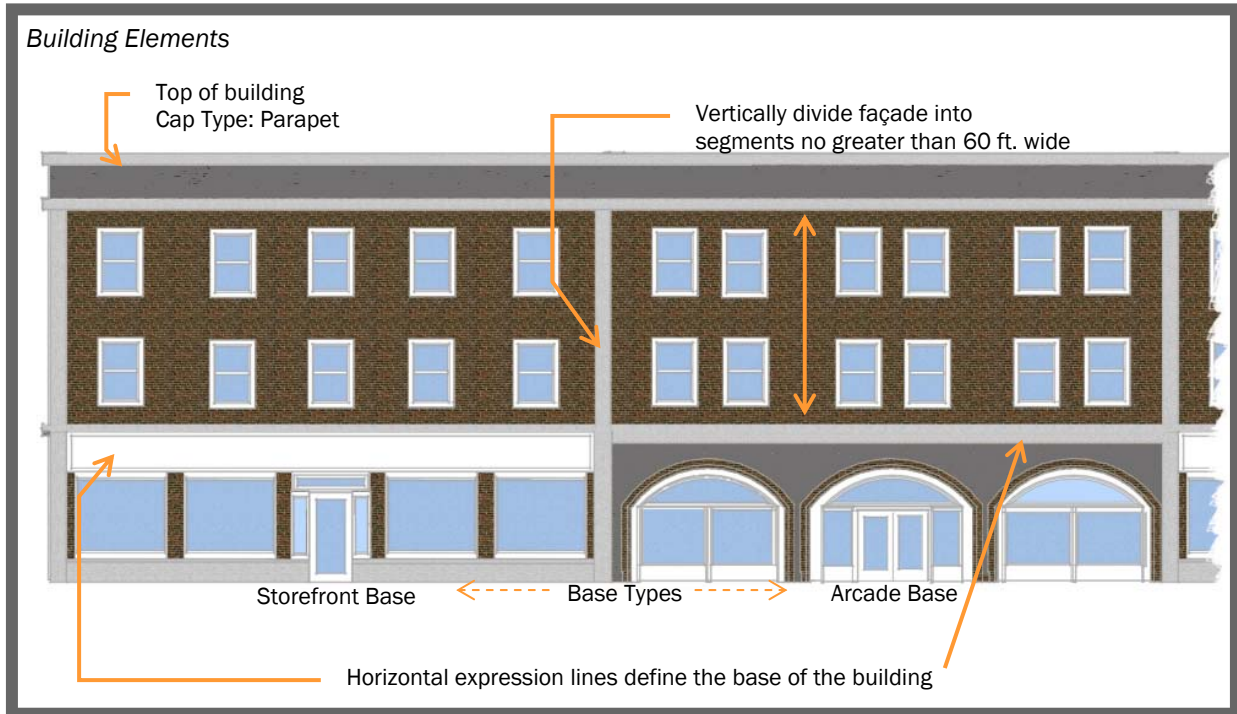 Building Elements
Top of building
Cap Type: Parapet
Vertically divide façade into
segments no greater than 60 ft. wide
Storefront Base
Base Types
Arcade Base
Horizontal expression lines define the base of the building